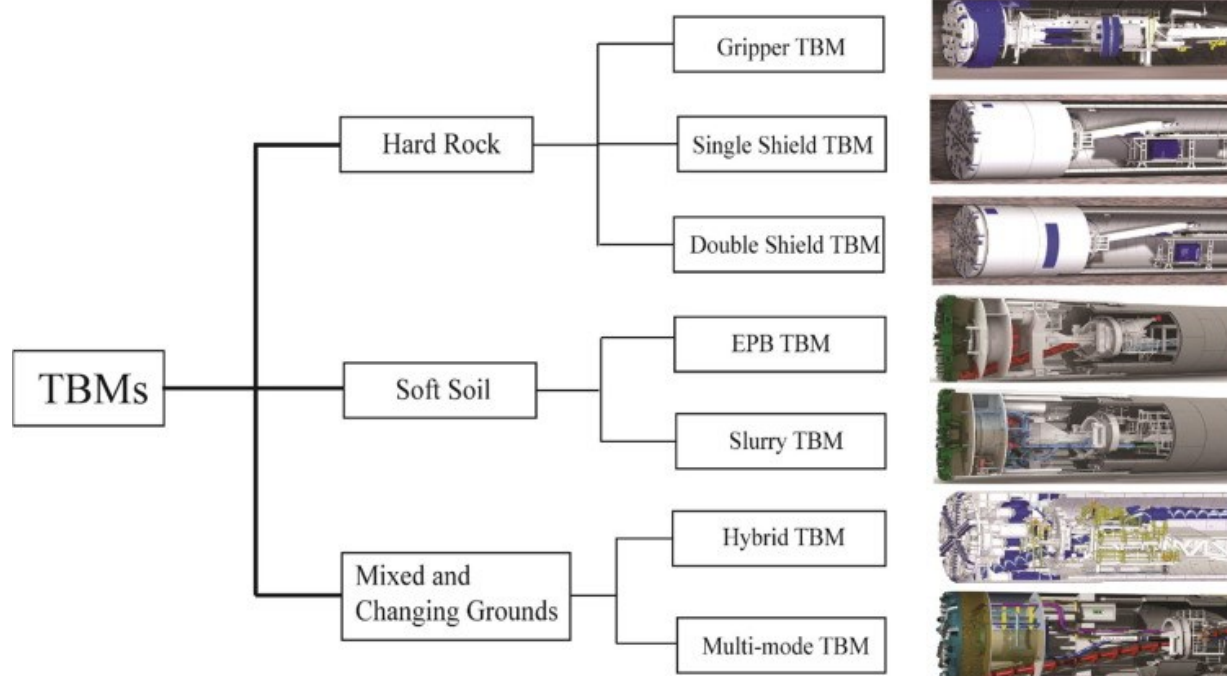 TBMs
Hard Rock
Gripper TBM
Single Shield TBM
Double Shield TBM
Soft Soil
EPB TBM
Slurry TBM
Mixed and
Changing Grounds
Hybrid TBM
Multi-mode TBM